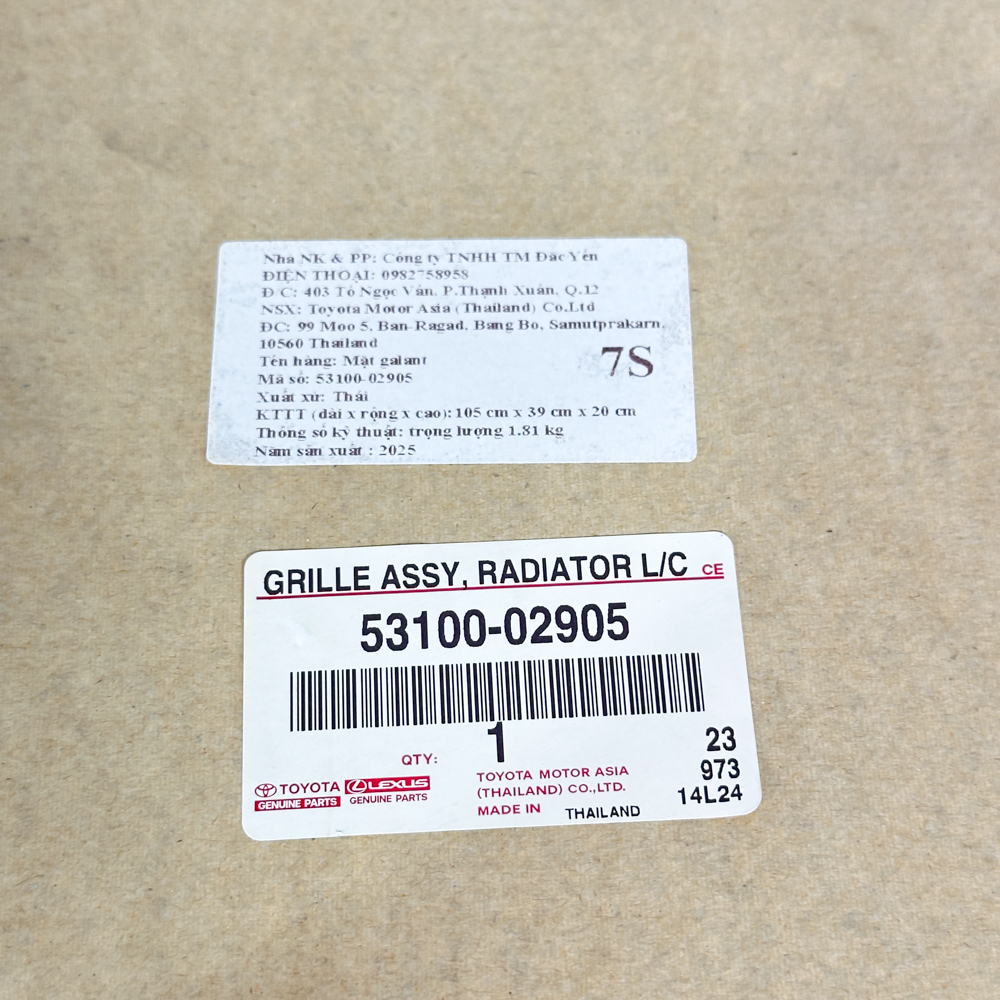 Nhà NK & PP: Công ty TNHH TM Đắc Yến
ĐIỆN THOẠI: 0982758958
Đ/C: 403 Tô Ngọc Vân, P.Thạnh Xuân, Q.12
NSX: Toyota Motor Asia (Thailand) Co.Ltd
ĐC: 99 Moo 5, Ban-Ragad, Bang Bo, Samutprakarn,
10560 Thailand
Tên hàng: Mặt galant
7S
Mã số: 53100-02905
Xuất xứ: Thái
KTTT (dài x rộng x cao): 105 cm x 39 cm x 20 cm
Thông số kỹ thuật: trọng lượng 1.81 kg
Năm sản xuất : 2025
GRILLE ASSY, RADIATOR L/C CE
53100-02905
QTY: 1
23
973
14L24
TOYOTA
GENUINE PARTS
LEXUS
GENUINE PARTS
TOYOTA MOTOR ASIA
(THAILAND) CO.,LTD.
MADE IN THAILAND